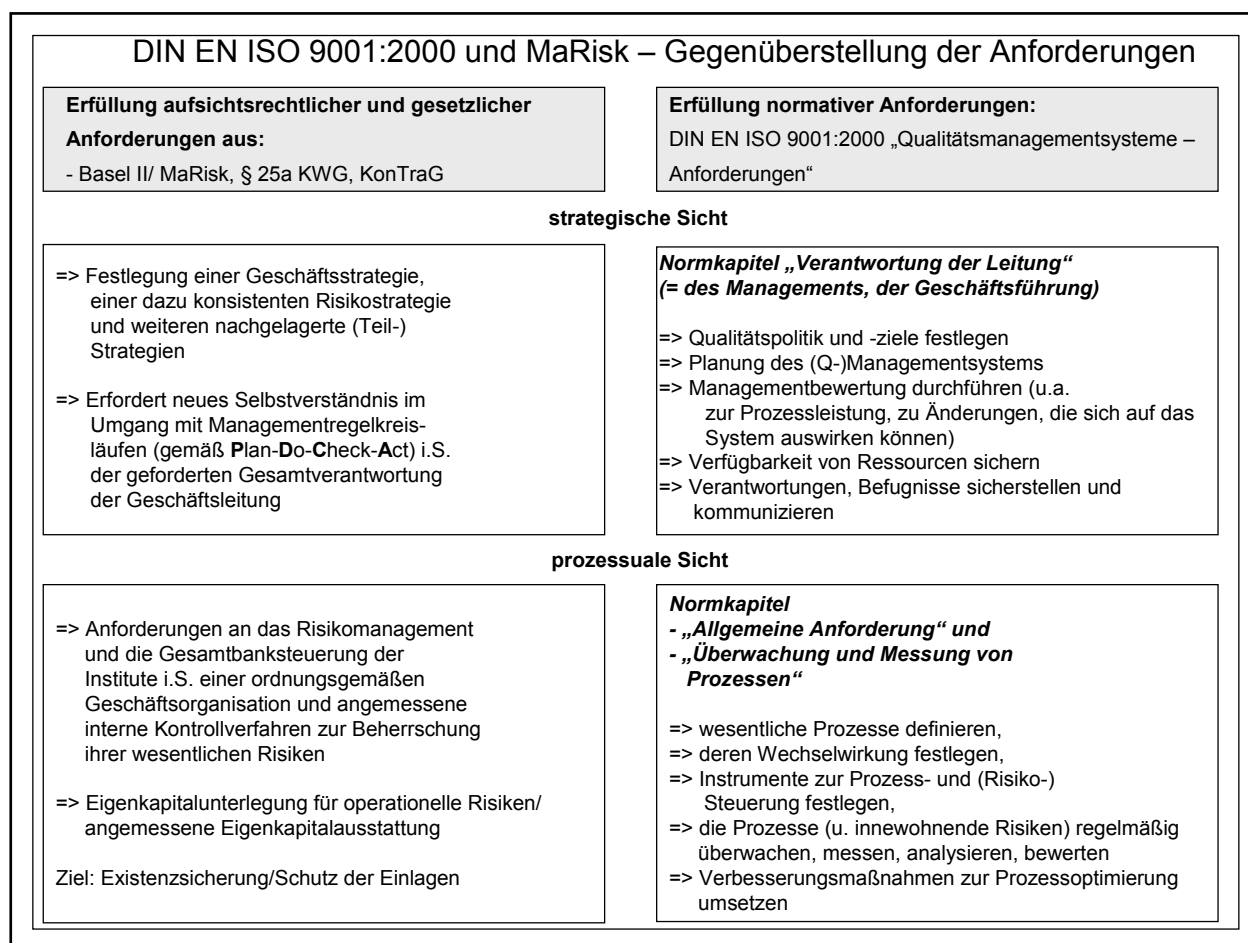 DIN EN ISO 9001:2000 und MaRisk – Gegenüberstellung der Anforderungen
Erfüllung aufsichtsrechtlicher und gesetzlicher
Anforderungen aus:
- Basel II/ MaRisk, § 25a KWG, KonTraG
Erfüllung normativer Anforderungen:
DIN EN ISO 9001:2000 „Qualitätsmanagementsysteme –
Anforderungen“
strategische Sicht
=> Festlegung einer Geschäftsstrategie,
einer dazu konsistenten Risikostrategie
und weiteren nachgelagerte (Teil-)
Strategien
=> Erfordert neues Selbstverständnis im
Umgang mit Managementregelkreis-
läufen (gemäß Plan-Do-Check-Act) i.S.
der geforderten Gesamtverantwortung
der Geschäftsleitung
Normkapitel „Verantwortung der Leitung“
(= des Managements, der Geschäftsführung)
=> Qualitätspolitik und -ziele festlegen
=> Planung des (Q-)Managementsystems
=> Managementbewertung durchführen (u.a.
zur Prozessleistung, zu Änderungen, die sich auf das
System auswirken können)
=> Verfügbarkeit von Ressourcen sichern
=> Verantwortungen, Befugnisse sicherstellen und
kommunizieren
prozessuale Sicht
=> Anforderungen an das Risikomanagement
und die Gesamtbanksteuerung der
Institute i.S. einer ordnungsgemäßen
Geschäftsorganisation und angemessene
interne Kontrollverfahren zur Beherrschung
ihrer wesentlichen Risiken
=> Eigenkapitalunterlegung für operationelle Risiken/
angemessene Eigenkapitalausstattung
Ziel: Existenzsicherung/Schutz der Einlagen
Normkapitel
- „Allgemeine Anforderung“ und
- „Überwachung und Messung von
Prozessen“
=> wesentliche Prozesse definieren,
=> deren Wechselwirkung festlegen,
=> Instrumente zur Prozess- und (Risiko-)
Steuerung festlegen,
=> die Prozesse (u. innewohnende Risiken) regelmäßig
überwachen, messen, analysieren, bewerten
=> Verbesserungsmaßnahmen zur Prozessoptimierung
umsetzen